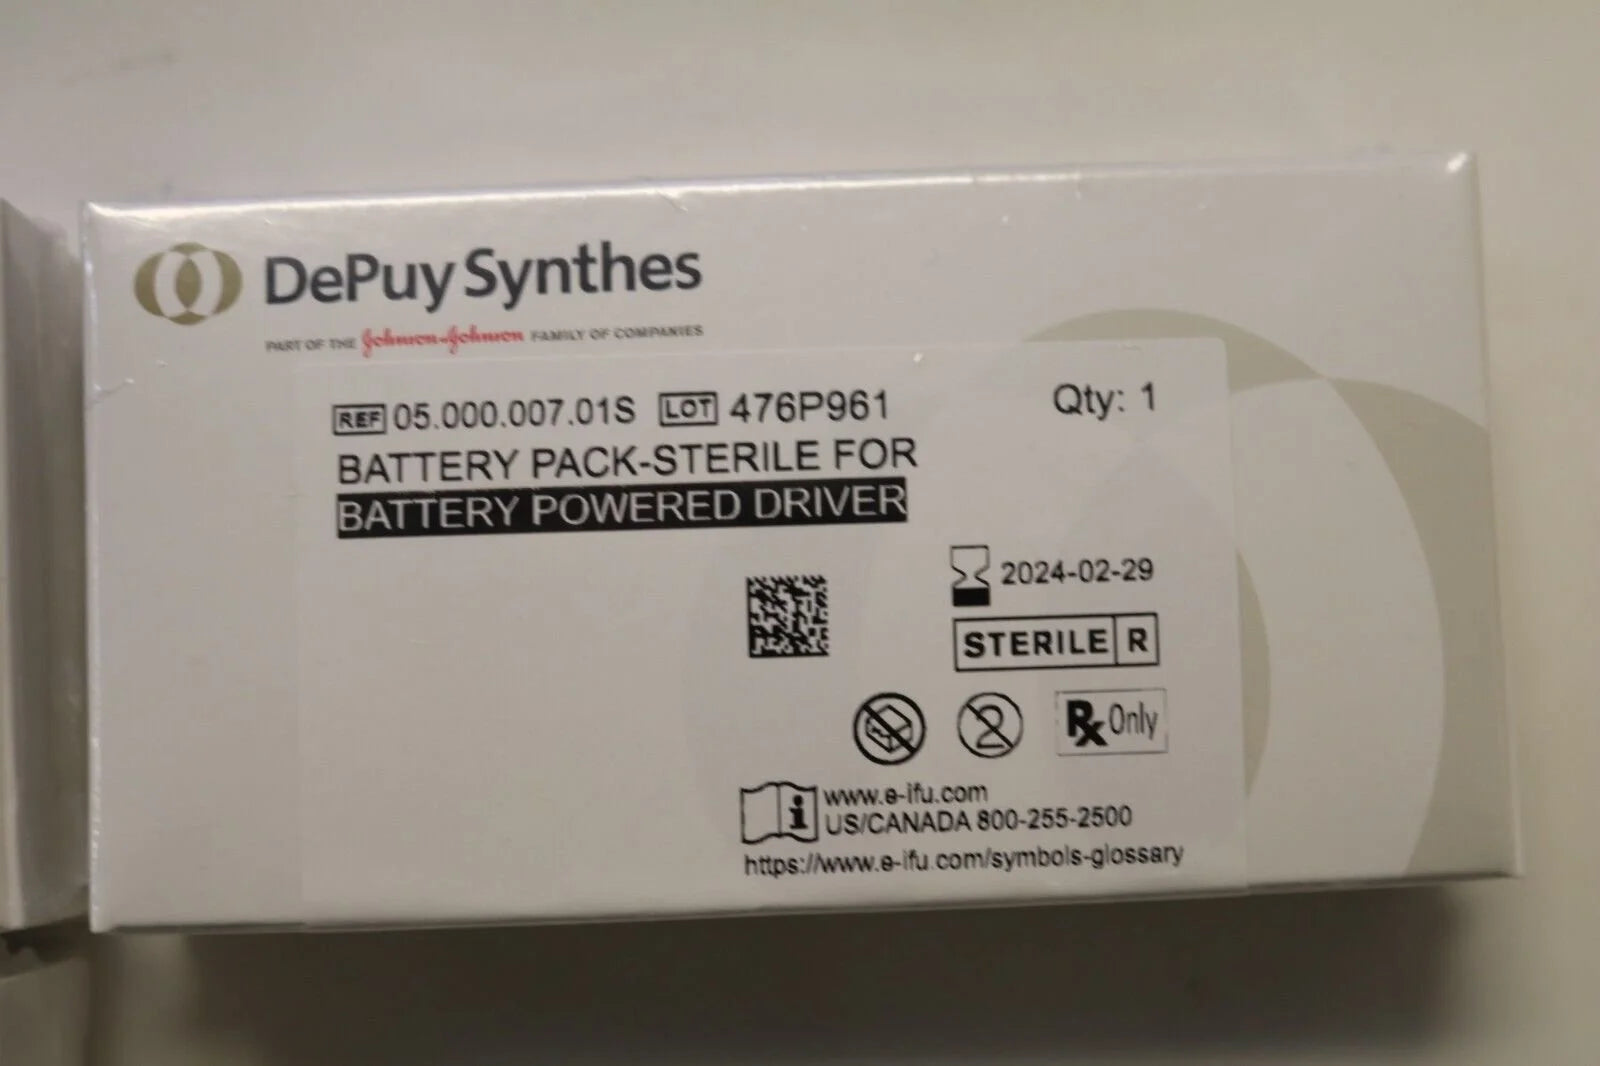 DePuy Synthes
PART OF THE Johnson & Johnson FAMILY OF COMPANIES
REF 05.000.007.01S LOT 476P961 Qty: 1
BATTERY PACK-STERILE FOR
BATTERY POWERED DRIVER
2024-02-29
STERILE R
2 Rx Only
i www.e-ifu.com
US/CANADA 800-255-2500
https://www.e-ifu.com/symbols-glossary